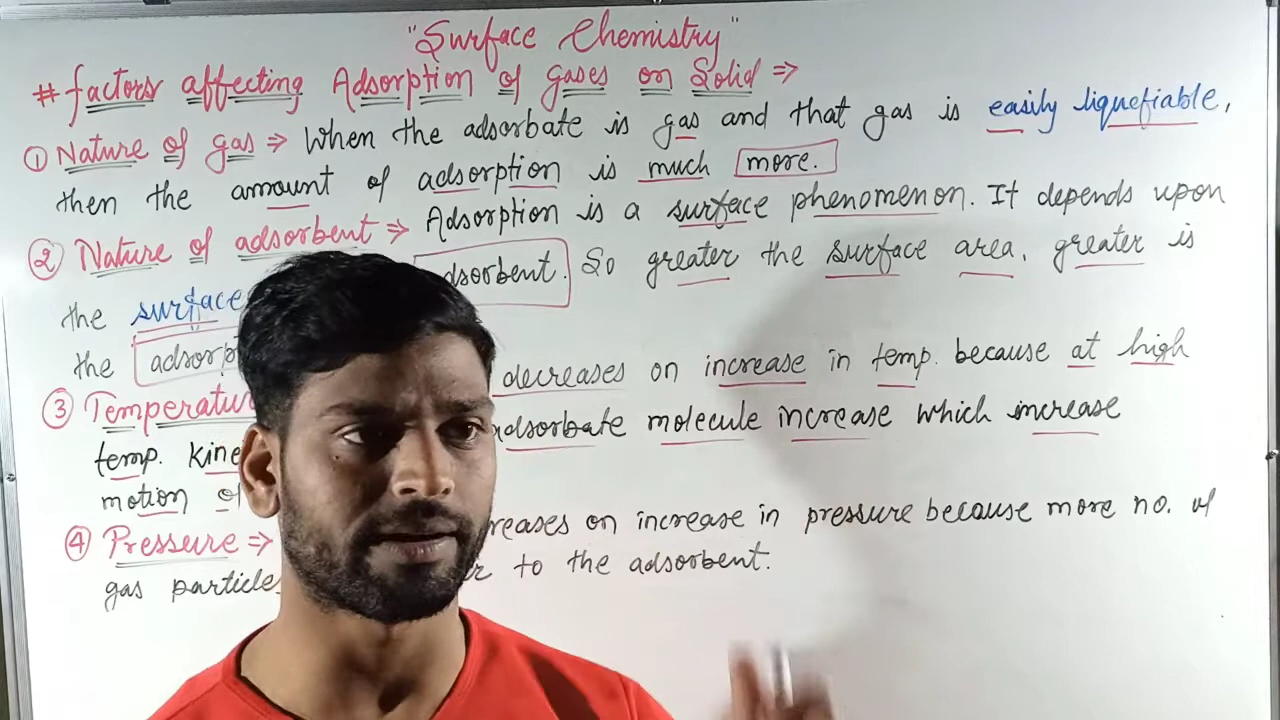 "Surface Chemistry"
# factors affecting Adsorption of Gases on Solid ⇒
① Nature of gas ⇒ When the adsorbate is gas and that gas is easily liquefiable,
then the amount of adsorption is much more.
② Nature of adsorbent ⇒ Adsorption is a surface phenomenon. It depends upon
the surface dsorbent. So greater the surface area, greater is
the adsorpt
③ Temperatu decreases on increase in temp. because at high
temp. kine adsorbate molecule increase which increase
motion of
④ Pressure ⇒ reases on increase in pressure because more no. of
gas particle to the adsorbent.